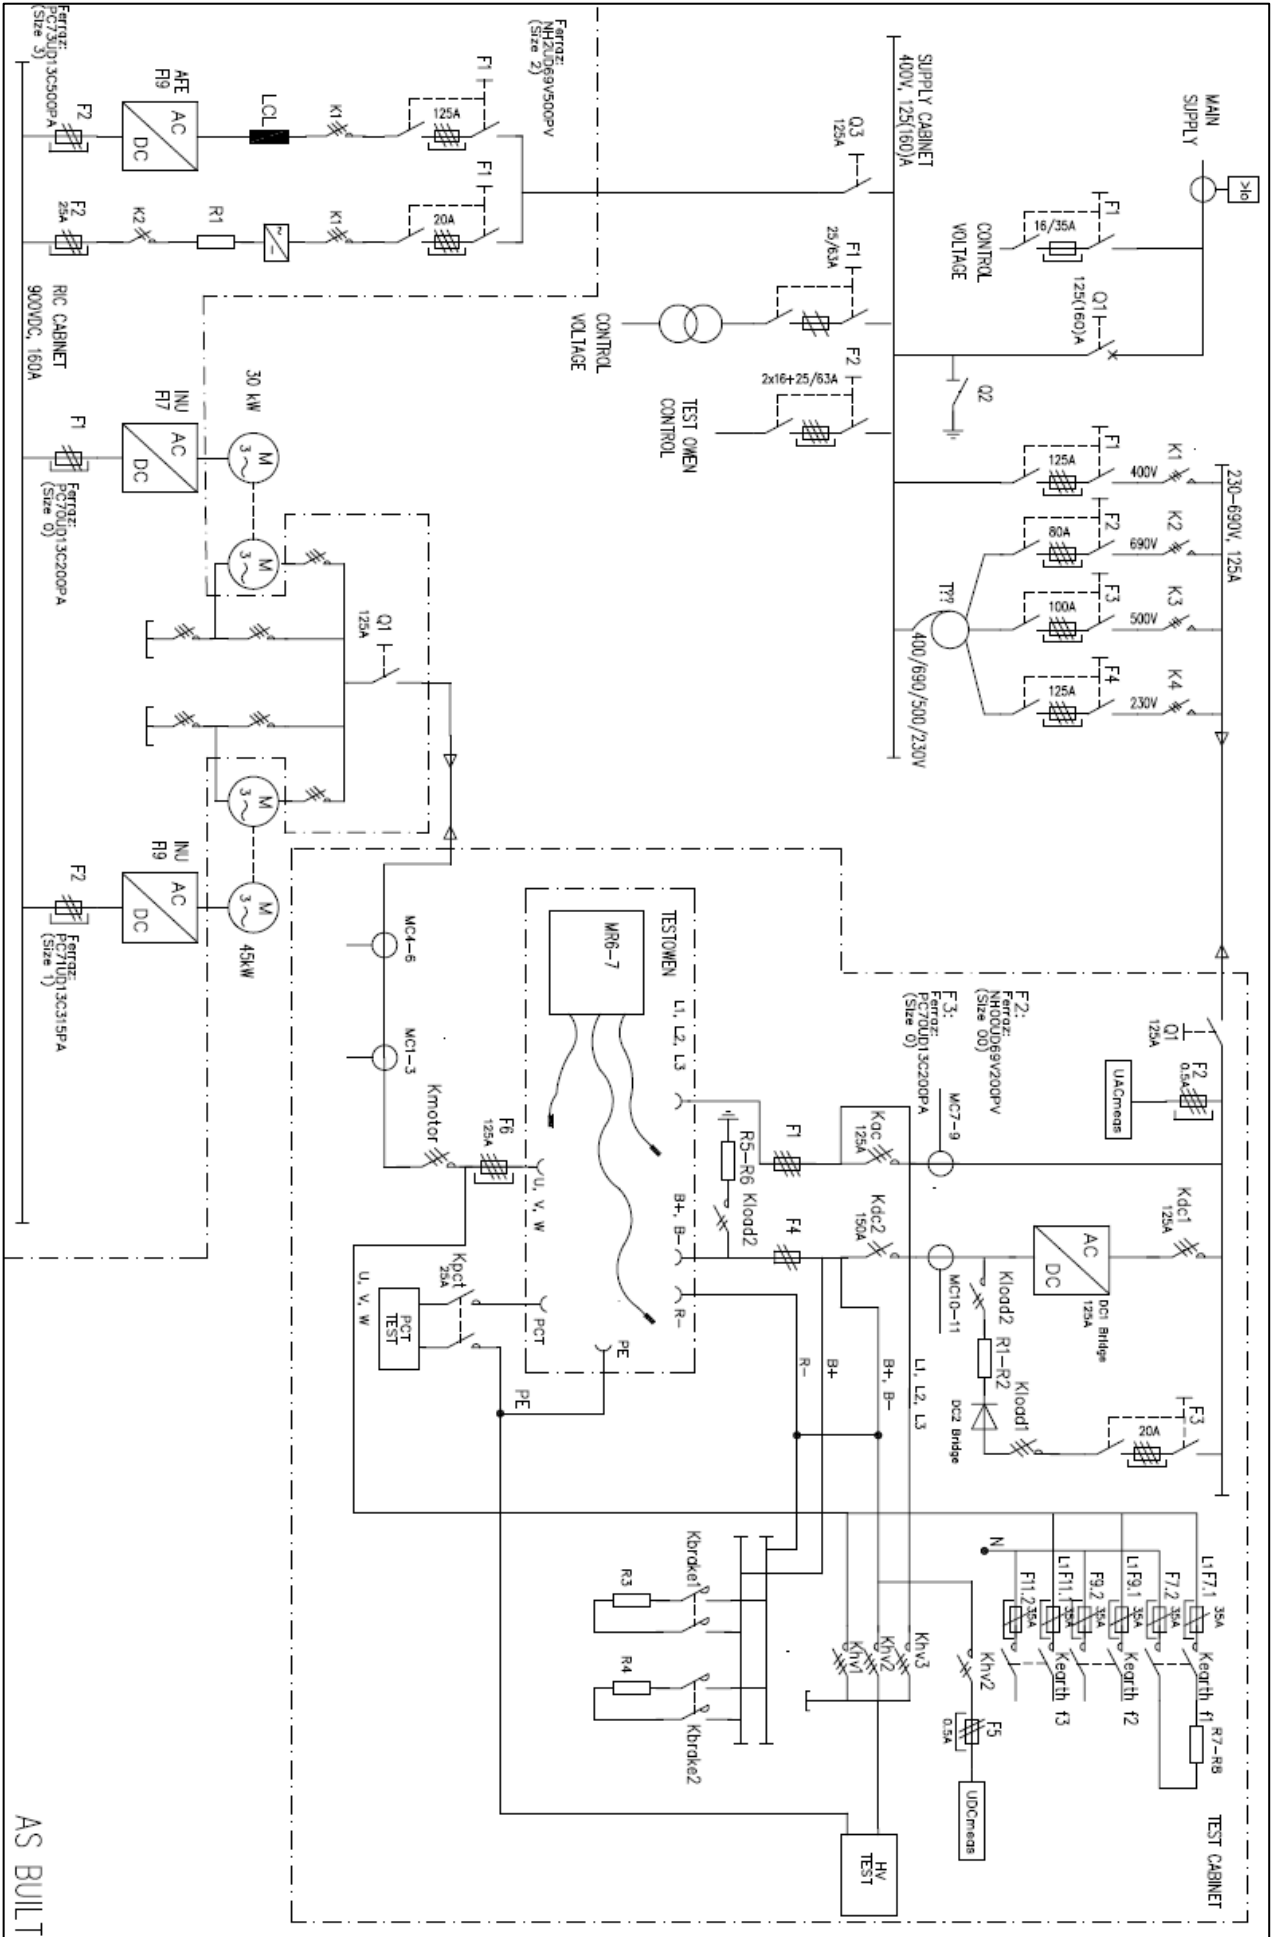 MAIN
SUPPLY
>Io
F1
16/35A
CONTROL
VOLTAGE
Q1
125(160)A
Q2
SUPPLY CABINET
400V, 125(160)A
Q3
125A
F1
25/63A
CONTROL
VOLTAGE
F2
2x16+25/63A
TEST OWEN
CONTROL
230-690V, 125A
K1
400V
F1
125A
K2
690V
F2
80A
K3
500V
F3
100A
K4
230V
F4
125A
T??
400/690/500/230V
Ferraz:
NH2UD69V500PV
(Size 2)
F1
125A
K1
LCL
AFE
FI9
AC
DC
F2
Ferraz:
PC73UD13C500PA
(Size 3)
F1
20A
K1
R1
K2
F2
25A
RIC CABINET
900VDC, 160A
30 kW
M
3~
M
3~
INU
FI7
AC
DC
F1
Ferraz:
PC70UD13C200PA
(Size 0)
Q1
125A
M
3~
M
3~
45kW
INU
FI9
AC
DC
F2
Ferraz:
PC71UD13C315PA
(Size 1)
Q1
125A
F2
0.5A
UACmeas
F2:
Ferraz:
NH00UD69V200PV
(Size 00)
F3:
Ferraz:
PC70UD13C200PA
(Size 0)
MC7-9
Kac
125A
F1
Kdc1
125A
AC
DC
DC1 Bridge
125A
MC10-11
Kdc2
150A
F4
Kload2
R1-R2
DC2 Bridge
Kload1
F3
20A
R5-R6
Kload2
TESTOWEN
MR6-7
L1, L2, L3
B+, B-
R-
U, V, W
PCT
PE
MC4-6
MC1-3
Kmotor
F6
125A
Kpct
25A
PCT
TEST
U, V, W
PE
L1, L2, L3
B+, B-
B+
R-
N
L1F7.1
35A
F7.2
35A
L1F9.1
35A
F9.2
35A
L1F11.1
35A
F11.2
35A
Kearth f1
Kearth f2
Kearth f3
R7-R8
Khv2
F5
0.5A
UDCmeas
Khv3
Khv2
Khv1
Kbrake1
R3
R4
Kbrake2
HV
TEST
TEST CABINET
AS BUILT